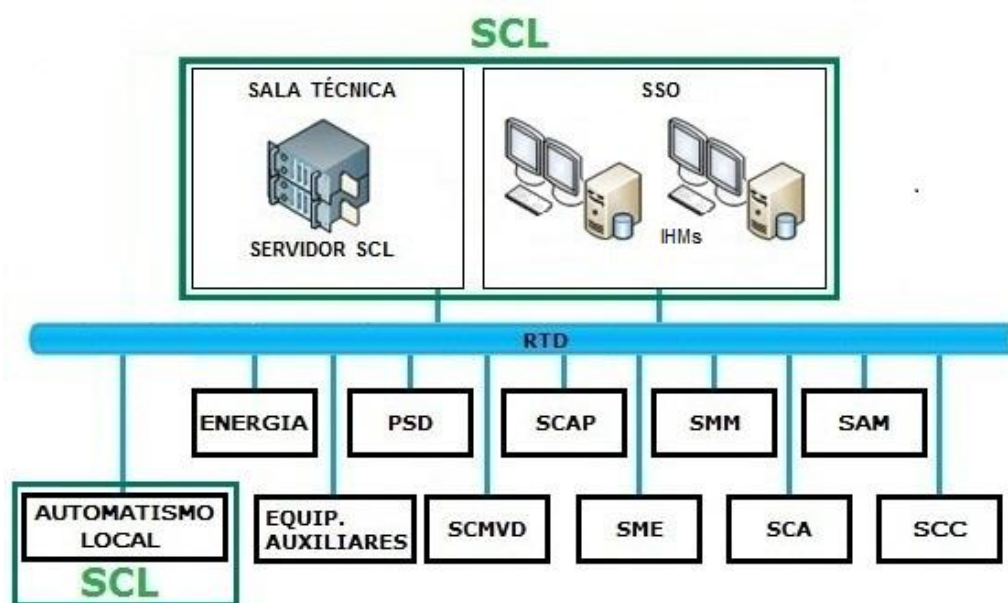 SCL
SALA TÉCNICA
SSO
SERVIDOR SCL
IHMs
RTD
ENERGIA
PSD
SCAP
SMM
SAM
AUTOMATISMO
LOCAL
EQUIP.
AUXILIARES
SCMVD
SME
SCA
SCC
SCL